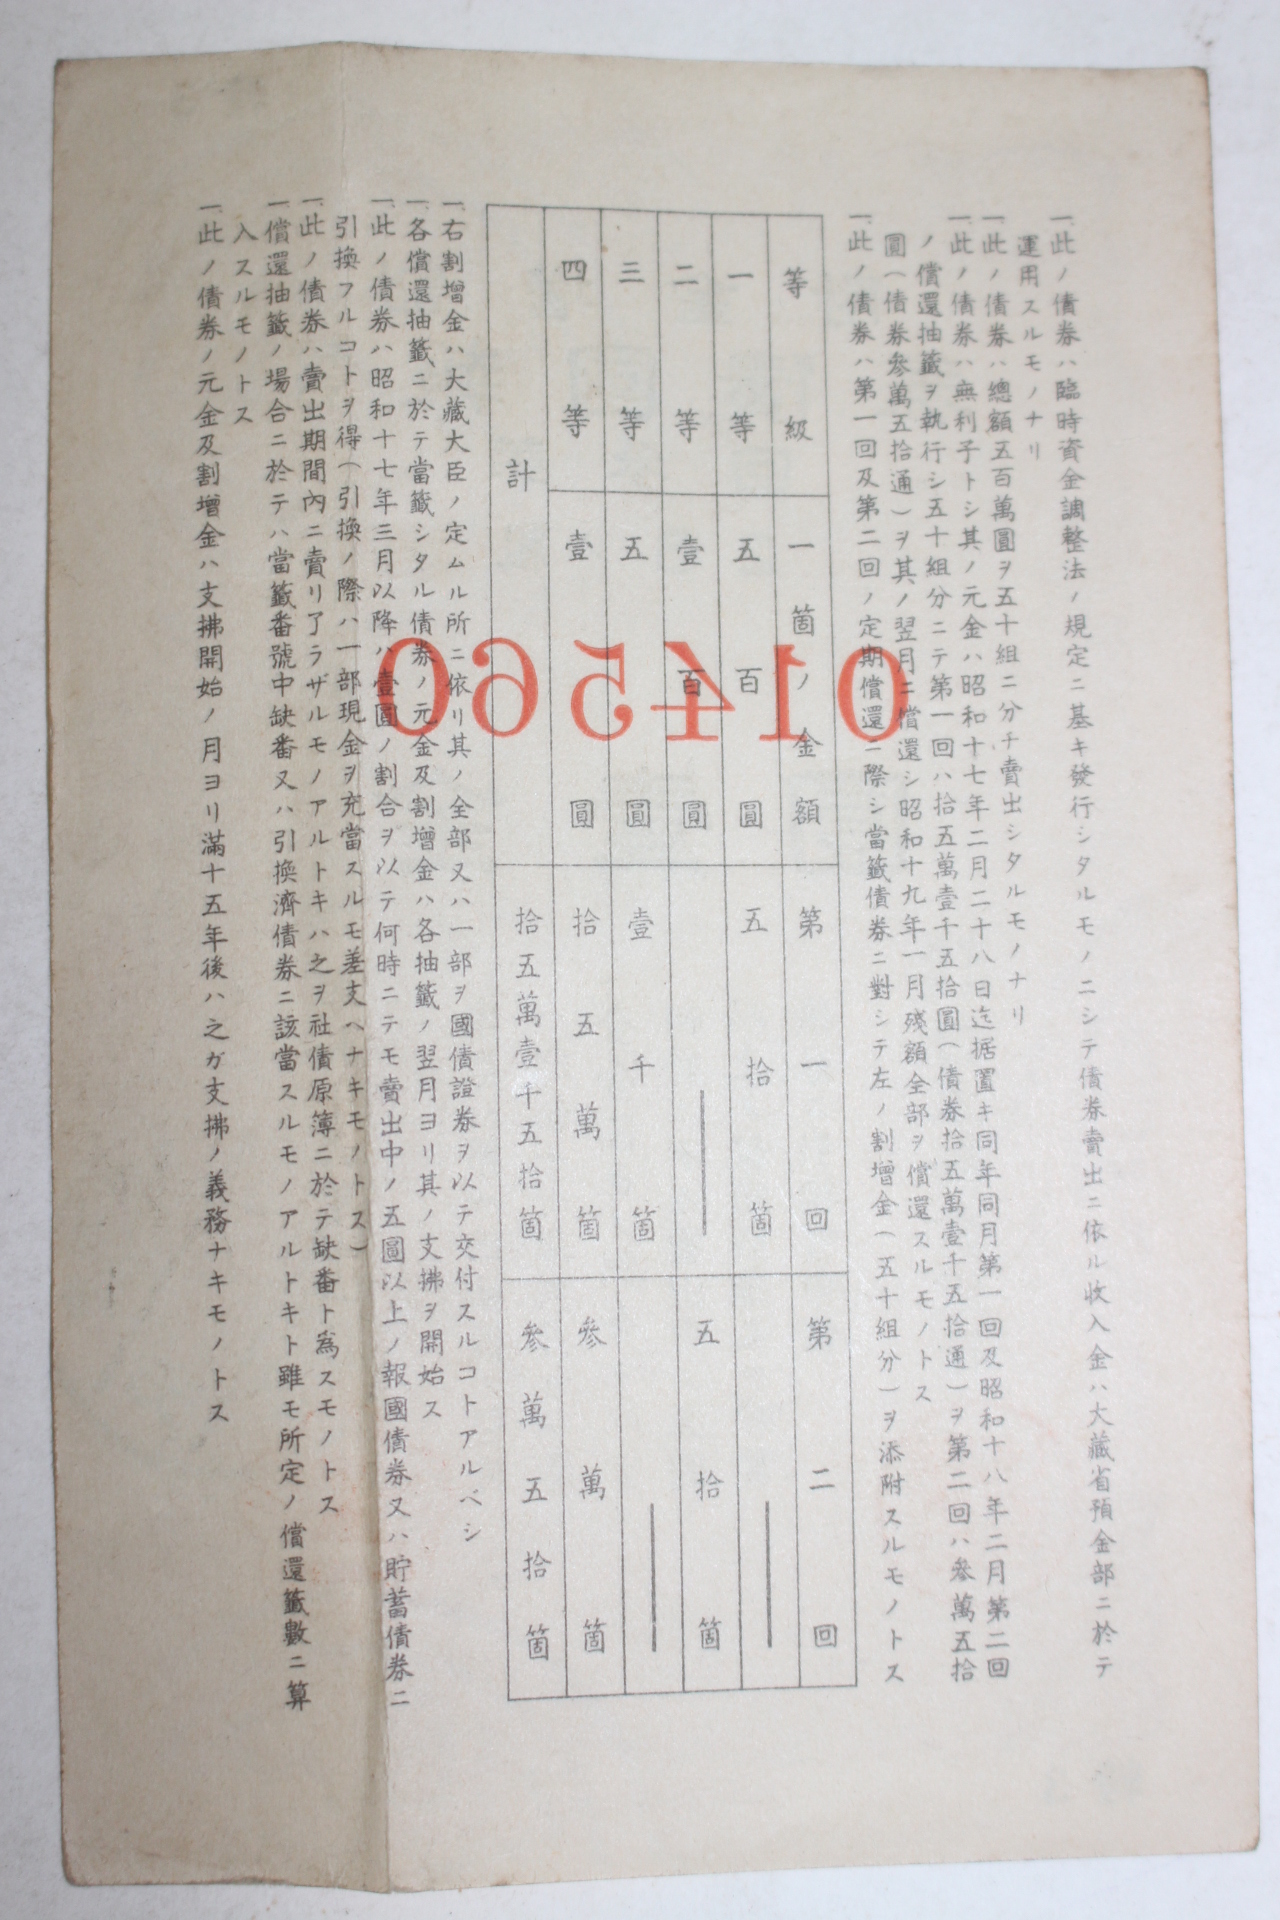 一、此ノ債券ハ臨時資金調整法ノ規定ニ基キ發行シタルモノニシテ債券賣出ニ依ル收入金ハ大藏省預金部ニ於テ
運用スルモノナリ
一、此ノ債券ハ總額五百萬圓ヲ五十組ニ分チ賣出シタルモノナリ
一、此ノ債券ハ無利子トシ其ノ元金ハ昭和十七年二月二十八日迄据置キ同年同月第一回及昭和十八年二月第二回
ノ償還抽籤ヲ執行シ五十組分ニテ第一回ハ拾五萬壹千五拾圓(債券拾五萬壹千五拾通)ヲ第二回ハ參萬五拾
圓(債券參萬五拾通)ヲ其ノ翌月ニ償還シ昭和十九年一月殘額全部ヲ償還スルモノトス
一、此ノ債券ハ第一回及第二回ノ定期償還ニ際シ當籤債券ニ對シテ左ノ割增金(五十組分)ヲ添附スルモノトス
等級 一箇ノ金額 第一回 第二回
一等 五百圓 五拾箇 ―
二等 壹百圓 ― 五拾箇
三等 五圓 壹千箇 ―
四等 壹圓 拾五萬箇 參萬箇
計 拾五萬壹千五拾箇 參萬五拾箇
一、右割增金ハ大藏大臣ノ定ムル所ニ依リ其ノ全部又ハ一部ヲ國債證券ヲ以テ交付スルコトアルベシ
一、各償還抽籤ニ於テ當籤シタル債券ノ元金及割增金ハ各抽籤ノ翌月ヨリ其ノ支拂ヲ開始ス
一、此ノ債券ハ昭和十七年三月以降ハ壹圓ノ割合ヲ以テ何時ニテモ賣出中ノ五圓以上ノ報國債券又ハ貯蓄債券ニ
引換フルコトヲ得(引換ノ際ハ一部現金ヲ充當スルモ差支ヘナキモノトス)
一、此ノ債券ハ賣出期間內ニ賣リ了ラザルモノアルトキハ之ヲ社債原簿ニ於テ缺番ト爲スモノトス
一、償還抽籤ノ場合ニ於テハ當籤番號中缺番又ハ引換濟債券ニ該當スルモノアルトキト雖モ所定ノ償還籤數ニ算
入スルモノトス
一、此ノ債券ノ元金及割增金ハ支拂開始ノ月ヨリ滿十五年後ハ之ガ支拂ノ義務ナキモノトス
014560